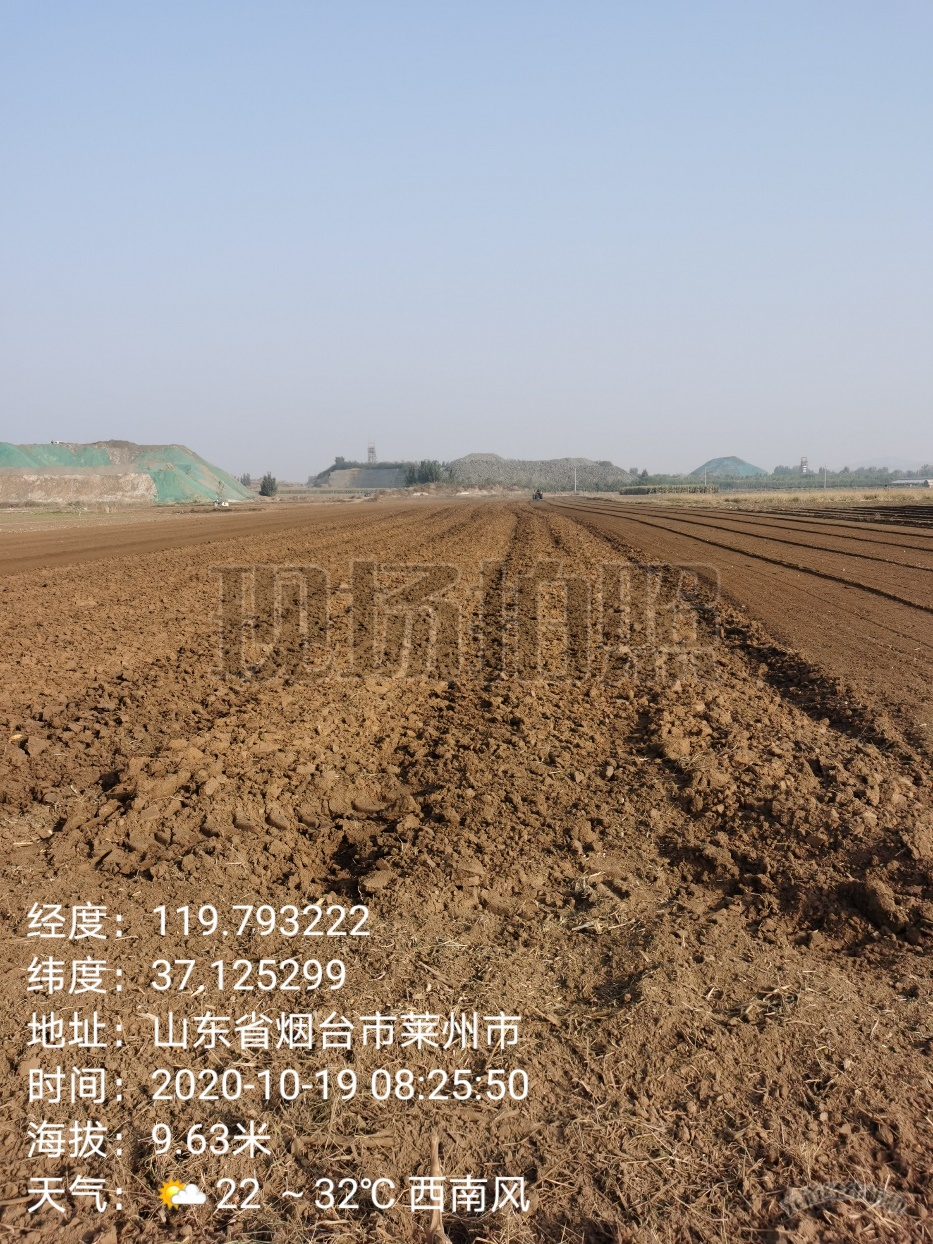 现场拍照
经度：119.793222
纬度：37.125299
地址：山东省烟台市莱州市
时间：2020-10-19 08:25:50
海拔：9.63米
天气：22 ~32℃ 西南风